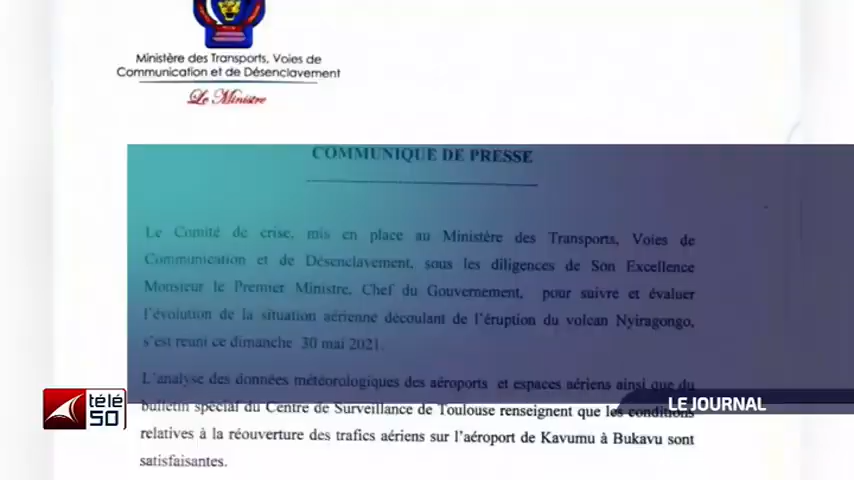 Ministère des Transports, Voies de
Communication et de Désenclavement
Le Ministre
COMMUNIQUE DE PRESSE
Le Comité de crise, mis en place au Ministère des Transports, Voies de
Communication et de Désenclavement, sous les diligences de Son Excellence
Monsieur le Premier Ministre, Chef du Gouvernement, pour suivre et évaluer
l'évolution de la situation aérienne découlant de l'éruption du volcan Nyiragongo,
s'est reuni ce dimanche 30 mai 2021.
L'analyse des données météorologiques des aéroports et espaces aériens ainsi que du
bulletin spécial du Centre de Surveillance de Toulouse renseignent que les conditions
relatives à la réouverture des trafics aériens sur l'aéroport de Kavumu à Bukavu sont
satisfaisantes.
télé
50
LE JOURNAL